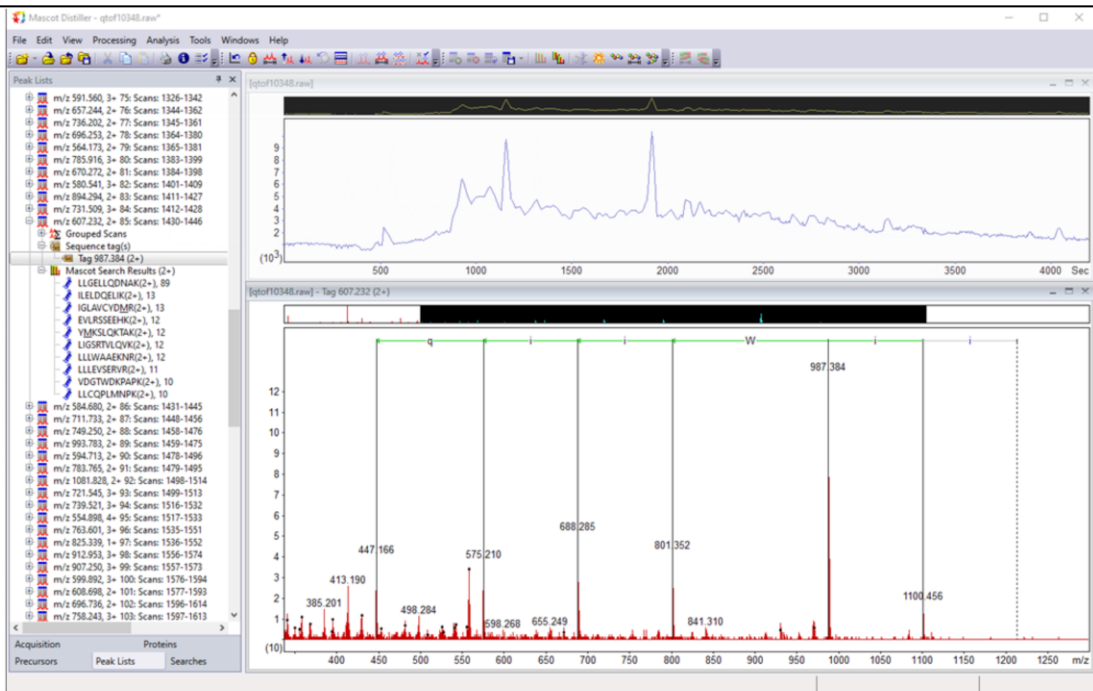 Mascot Distiller - qtof10348.raw*
File Edit View Processing Analysis Tools Windows Help
Peak Lists
m/z 591.560, 3+ 75: Scans: 1326-1342
m/z 657.244, 2+ 76: Scans: 1344-1362
m/z 736.202, 2+ 77: Scans: 1345-1361
m/z 696.253, 2+ 78: Scans: 1364-1380
m/z 564.173, 2+ 79: Scans: 1365-1381
m/z 785.916, 3+ 80: Scans: 1383-1399
m/z 670.272, 2+ 81: Scans: 1384-1398
m/z 580.541, 3+ 82: Scans: 1401-1409
m/z 894.294, 2+ 83: Scans: 1411-1427
m/z 731.509, 3+ 84: Scans: 1412-1428
m/z 607.232, 2+ 85: Scans: 1430-1446
Grouped Scans
Sequence tag(s)
Tag 987.384 (2+)
Mascot Search Results (2+)
LLGELLQDNAK(2+), 89
ILELDQELIK(2+), 13
IGLAVCYDMR(2+), 13
EVLRSSEEHK(2+), 12
YMKSLQKTAK(2+), 12
LIGSRTVLQVK(2+), 12
LLLWAAEKNR(2+), 12
LLLEVSERVR(2+), 11
VDGTWDKPAPK(2+), 10
LLCQPLMNPK(2+), 10
m/z 584.680, 2+ 86: Scans: 1431-1445
m/z 711.733, 2+ 87: Scans: 1448-1456
m/z 749.250, 2+ 88: Scans: 1458-1476
m/z 993.783, 2+ 89: Scans: 1459-1475
m/z 594.713, 2+ 90: Scans: 1478-1496
m/z 783.765, 2+ 91: Scans: 1479-1495
m/z 1081.828, 2+ 92: Scans: 1498-1514
m/z 721.545, 3+ 93: Scans: 1499-1513
m/z 739.521, 3+ 94: Scans: 1516-1532
m/z 554.898, 4+ 95: Scans: 1517-1533
m/z 763.601, 3+ 96: Scans: 1535-1551
m/z 825.339, 1+ 97: Scans: 1536-1552
m/z 912.953, 3+ 98: Scans: 1556-1574
m/z 907.250, 3+ 99: Scans: 1557-1573
m/z 599.892, 3+ 100: Scans: 1576-1594
m/z 608.698, 2+ 101: Scans: 1577-1593
m/z 696.736, 2+ 102: Scans: 1596-1614
m/z 758.243, 3+ 103: Scans: 1597-1613
Acquisition Proteins
Precursors Peak Lists Searches
[qtof10348.raw]
9
8
7
6
5
4
3
2
(10³)
500 1000 1500 2000 2500 3000 3500 4000 Sec
[qtof10348.raw] - Tag 607.232 (2+)
q i i W i i
987.384
12
11
10
9
8
7
6
5
4
3
2
1
(10)
688.285
447.166
575.210
801.352
413.190
1100.456
385.201
498.284
598.268
655.249
841.310
400 450 500 550 600 650 700 750 800 850 900 950 1000 1050 1100 1150 1200 1250 m/z